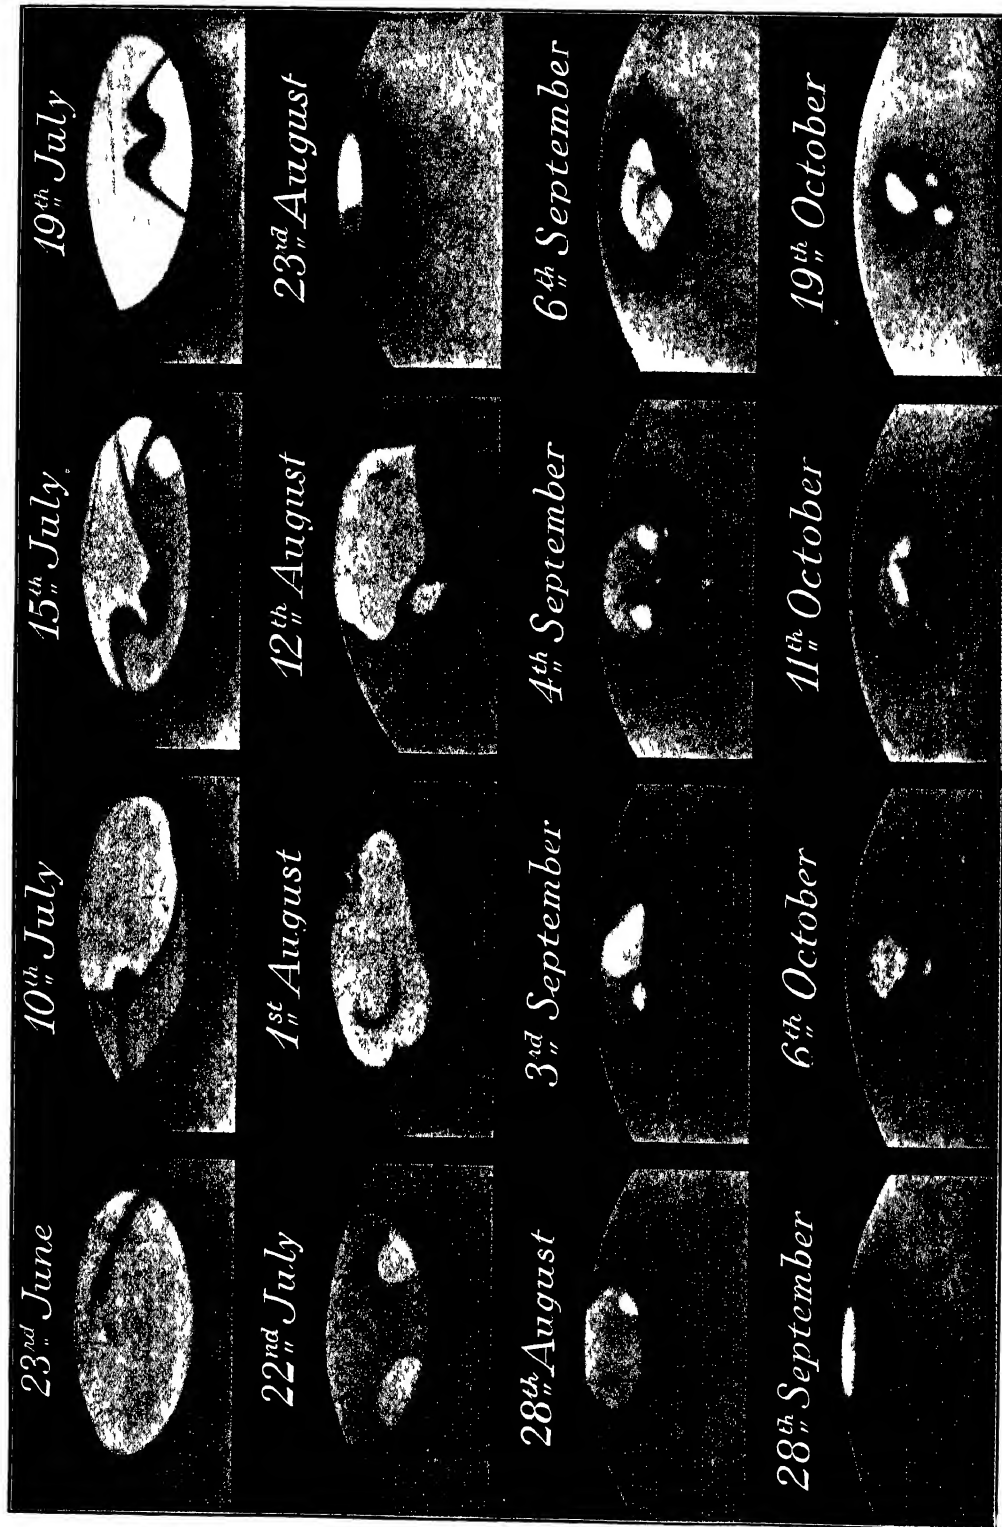 23rd June
10th July
15th July
19th July
22nd July
1st August
12th August
23rd August
28th August
3rd September
4th September
6th September
28th September
6th October
11th October
19th October